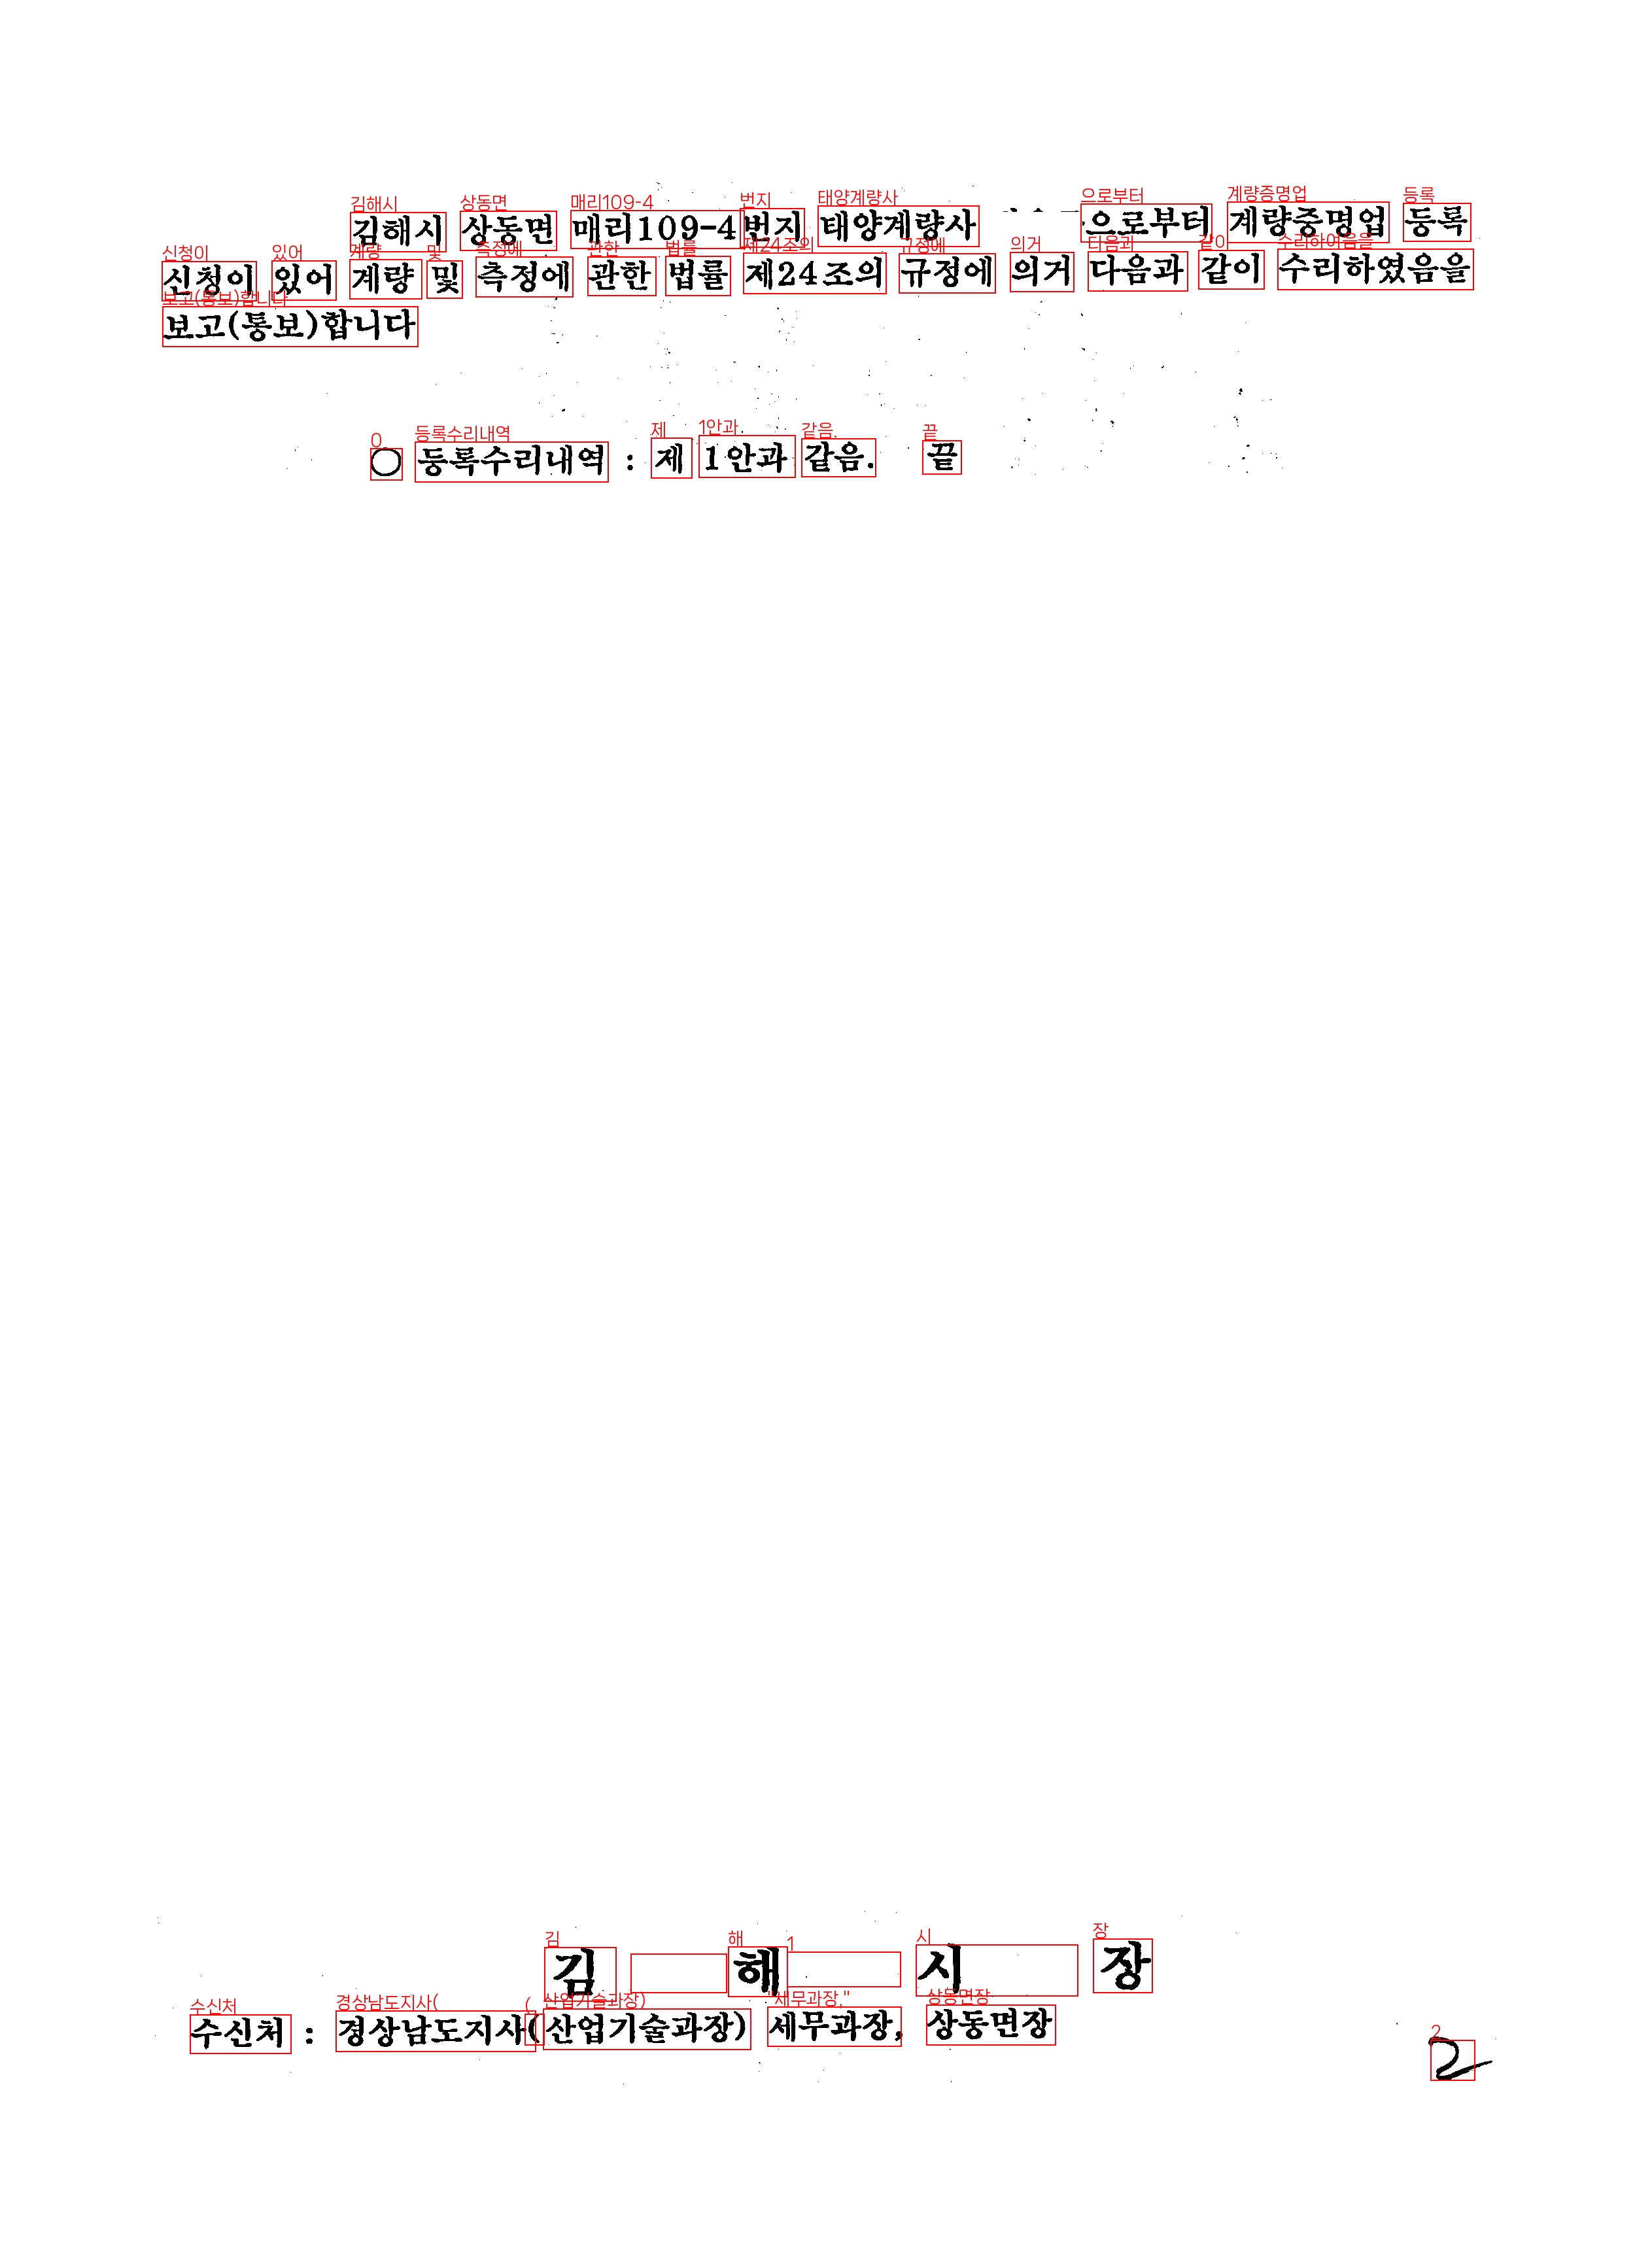 김해시 상동면 매리109-4번지 태양계량사 으로부터 계량증명업 등록
신청이 있어 계량 및 측정에 관한 법률 제24조의 규정에 의거 다음과 같이 수리하였음을
보고(통보)합니다
○ 등록수리내역 : 제 1안과 같음. 끝
김 해 시 장
수신처 : 경상남도지사(산업기술과장) 세무과장, 상동면장
2